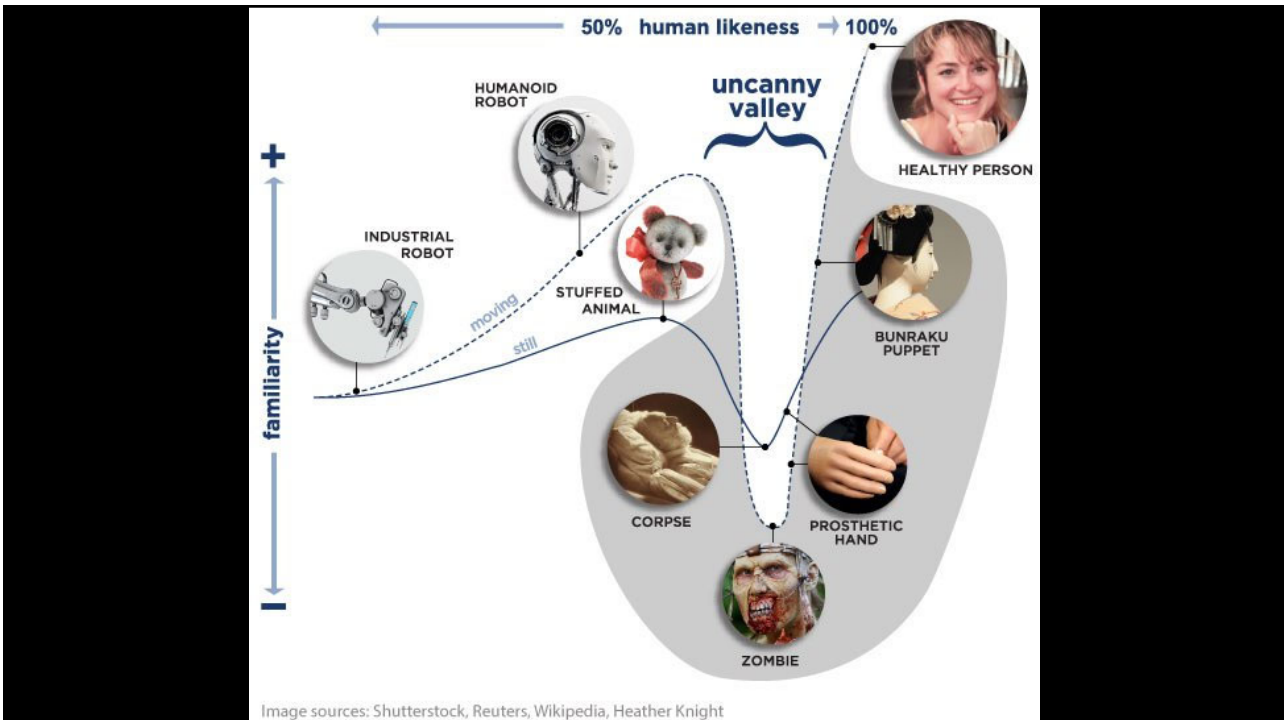 50% human likeness 100%
uncanny
valley
HUMANOID
ROBOT
HEALTHY PERSON
+
INDUSTRIAL
ROBOT
STUFFED
ANIMAL
moving
still
BUNRAKU
PUPPET
familiarity
CORPSE
PROSTHETIC
HAND
–
ZOMBIE
Image sources: Shutterstock, Reuters, Wikipedia, Heather Knight